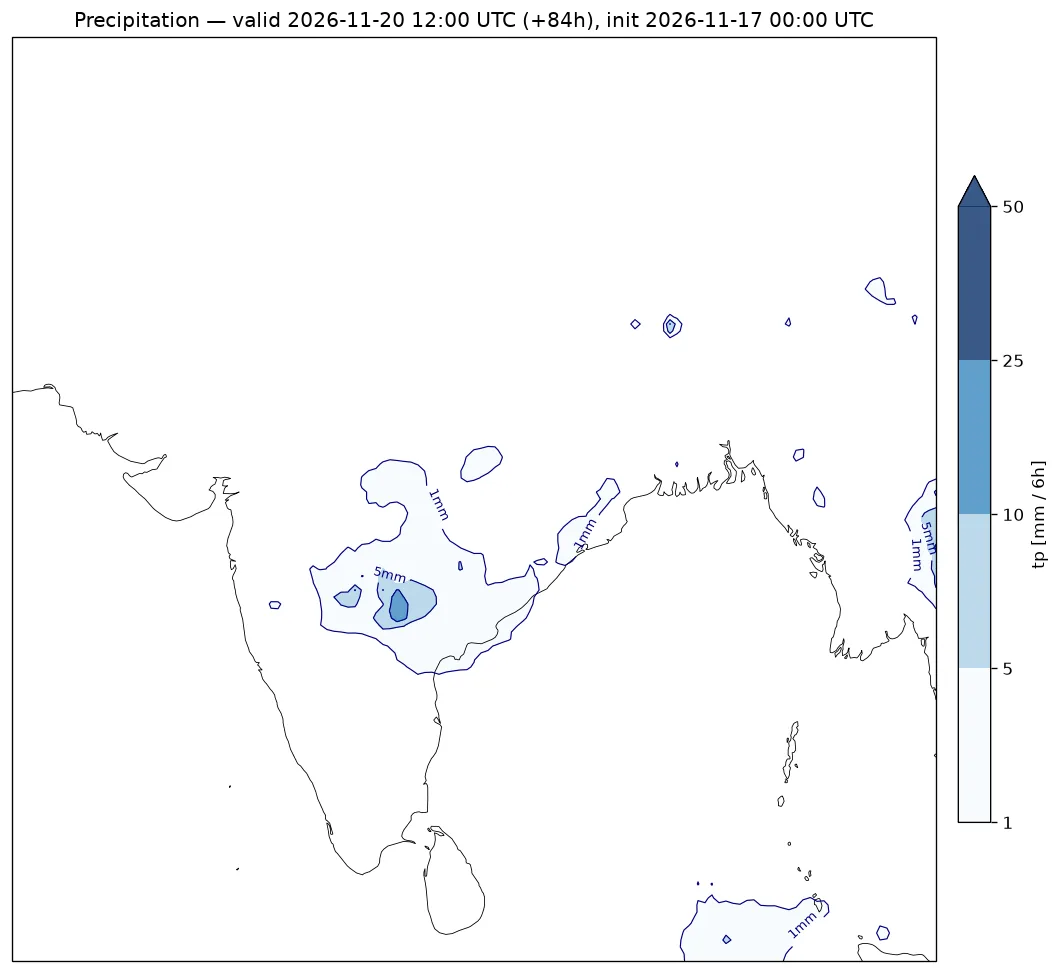 Precipitation — valid 2026-11-20 12:00 UTC (+84h), init 2026-11-17 00:00 UTC
50
25
10
5
1
tp [mm / 6h]
1mm
1mm
5mm
5mm
1mm
1mm